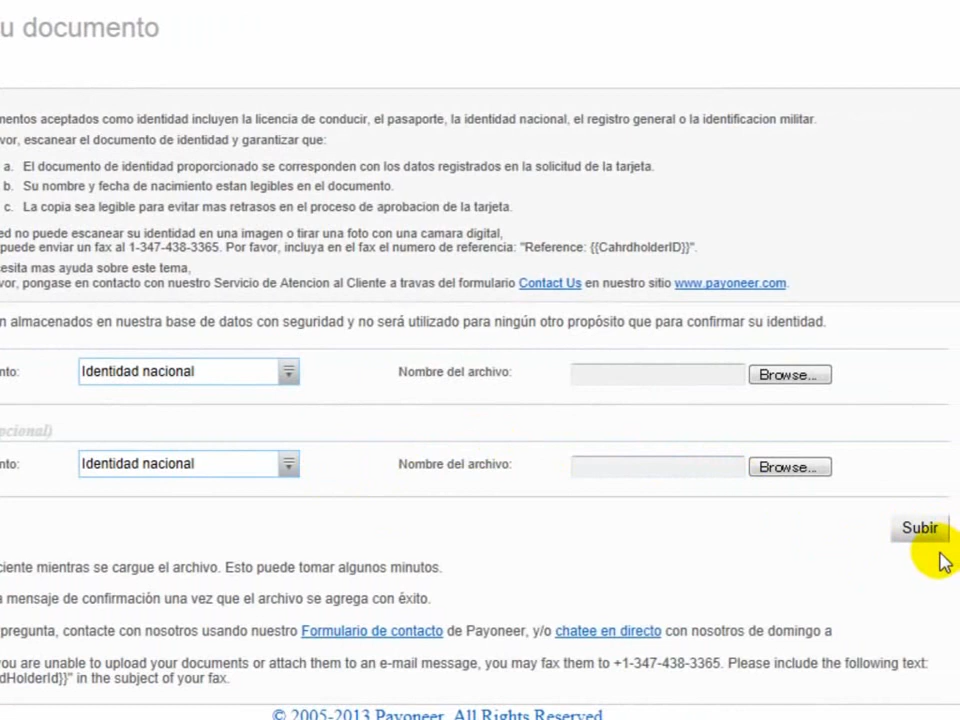 u documento
mentos aceptados como identidad incluyen la licencia de conducir, el pasaporte, la identidad nacional, el registro general o la identificacion militar.
vor, escanear el documento de identidad y garantizar que:
a. El documento de identidad proporcionado se corresponden con los datos registrados en la solicitud de la tarjeta.
b. Su nombre y fecha de nacimiento estan legibles en el documento.
c. La copia sea legible para evitar mas retrasos en el proceso de aprobacion de la tarjeta.
ed no puede escanear su identidad en una imagen o tirar una foto con una camara digital,
puede enviar un fax al 1-347-438-3365. Por favor, incluya en el fax el numero de referencia: "Reference: {{CahrdholderID}}".
cesita mas ayuda sobre este tema,
vor, pongase en contacto con nuestro Servicio de Atencion al Cliente a travas del formulario Contact Us en nuestro sitio www.payoneer.com.
n almacenados en nuestra base de datos con seguridad y no será utilizado para ningún otro propósito que para confirmar su identidad.
nto: Identidad nacional Nombre del archivo: Browse...
pcional)
nto: Identidad nacional Nombre del archivo: Browse...
Subir
ciente mientras se cargue el archivo. Esto puede tomar algunos minutos.
a mensaje de confirmación una vez que el archivo se agrega con éxito.
pregunta, contacte con nosotros usando nuestro Formulario de contacto de Payoneer, y/o chatee en directo con nosotros de domingo a
you are unable to upload your documents or attach them to an e-mail message, you may fax them to +1-347-438-3365. Please include the following text:
dHolderId}}" in the subject of your fax.
© 2005-2013 Payoneer, All Rights Reserved